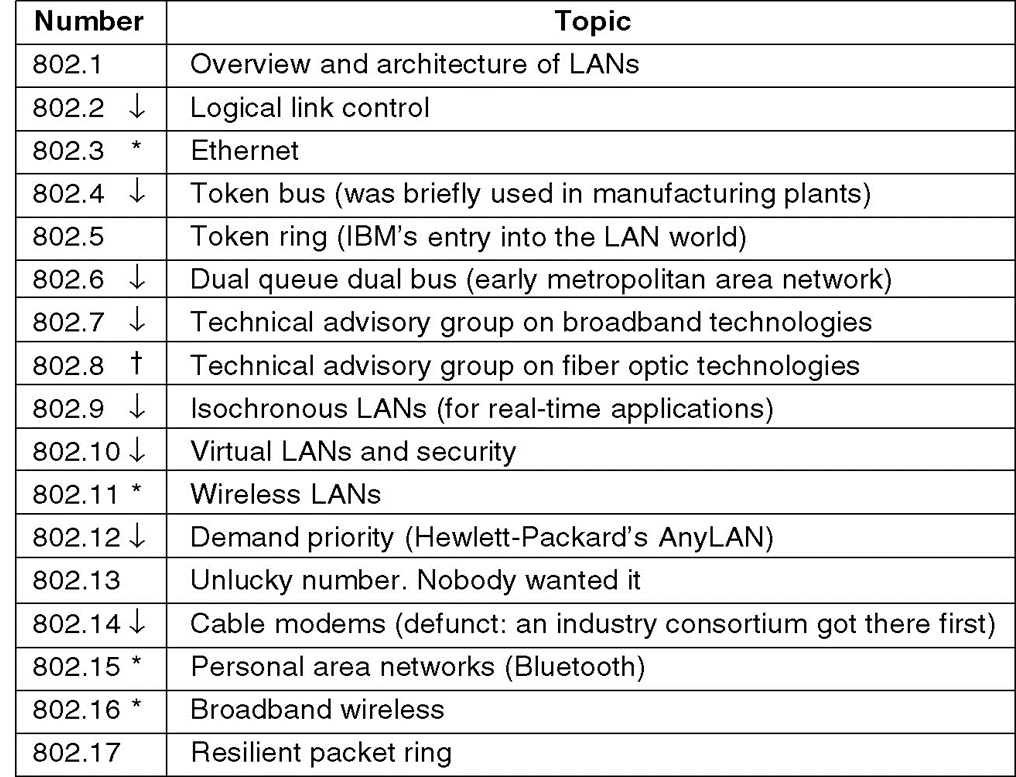 Number Topic
802.1 Overview and architecture of LANs
802.2 ↓ Logical link control
802.3 * Ethernet
802.4 ↓ Token bus (was briefly used in manufacturing plants)
802.5 Token ring (IBM's entry into the LAN world)
802.6 ↓ Dual queue dual bus (early metropolitan area network)
802.7 ↓ Technical advisory group on broadband technologies
802.8 † Technical advisory group on fiber optic technologies
802.9 ↓ Isochronous LANs (for real-time applications)
802.10 ↓ Virtual LANs and security
802.11 * Wireless LANs
802.12 ↓ Demand priority (Hewlett-Packard's AnyLAN)
802.13 Unlucky number. Nobody wanted it
802.14 ↓ Cable modems (defunct: an industry consortium got there first)
802.15 * Personal area networks (Bluetooth)
802.16 * Broadband wireless
802.17 Resilient packet ring